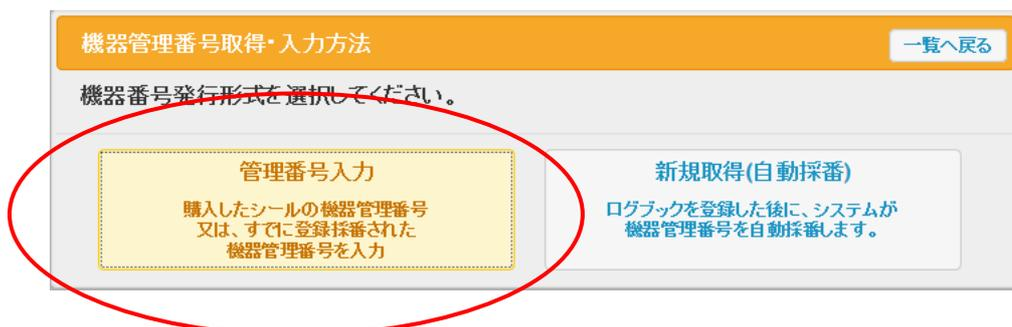 機器管理番号取得・入力方法
一覧へ戻る
機器番号発行形式を選択してください。
管理番号入力
購入したシールの機器管理番号
又は、すでに登録採番された
機器管理番号を入力
新規取得(自動採番)
ログブックを登録した後に、システムが
機器管理番号を自動採番します。